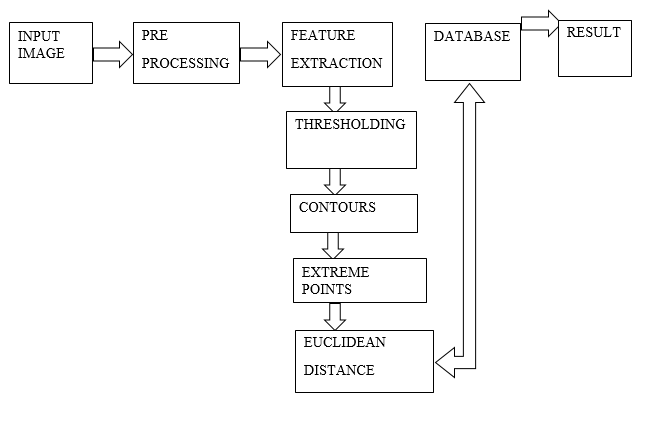 INPUT
IMAGE
PRE
PROCESSING
FEATURE
EXTRACTION
THRESHOLDING
CONTOURS
EXTREME
POINTS
EUCLIDEAN
DISTANCE
DATABASE
RESULT